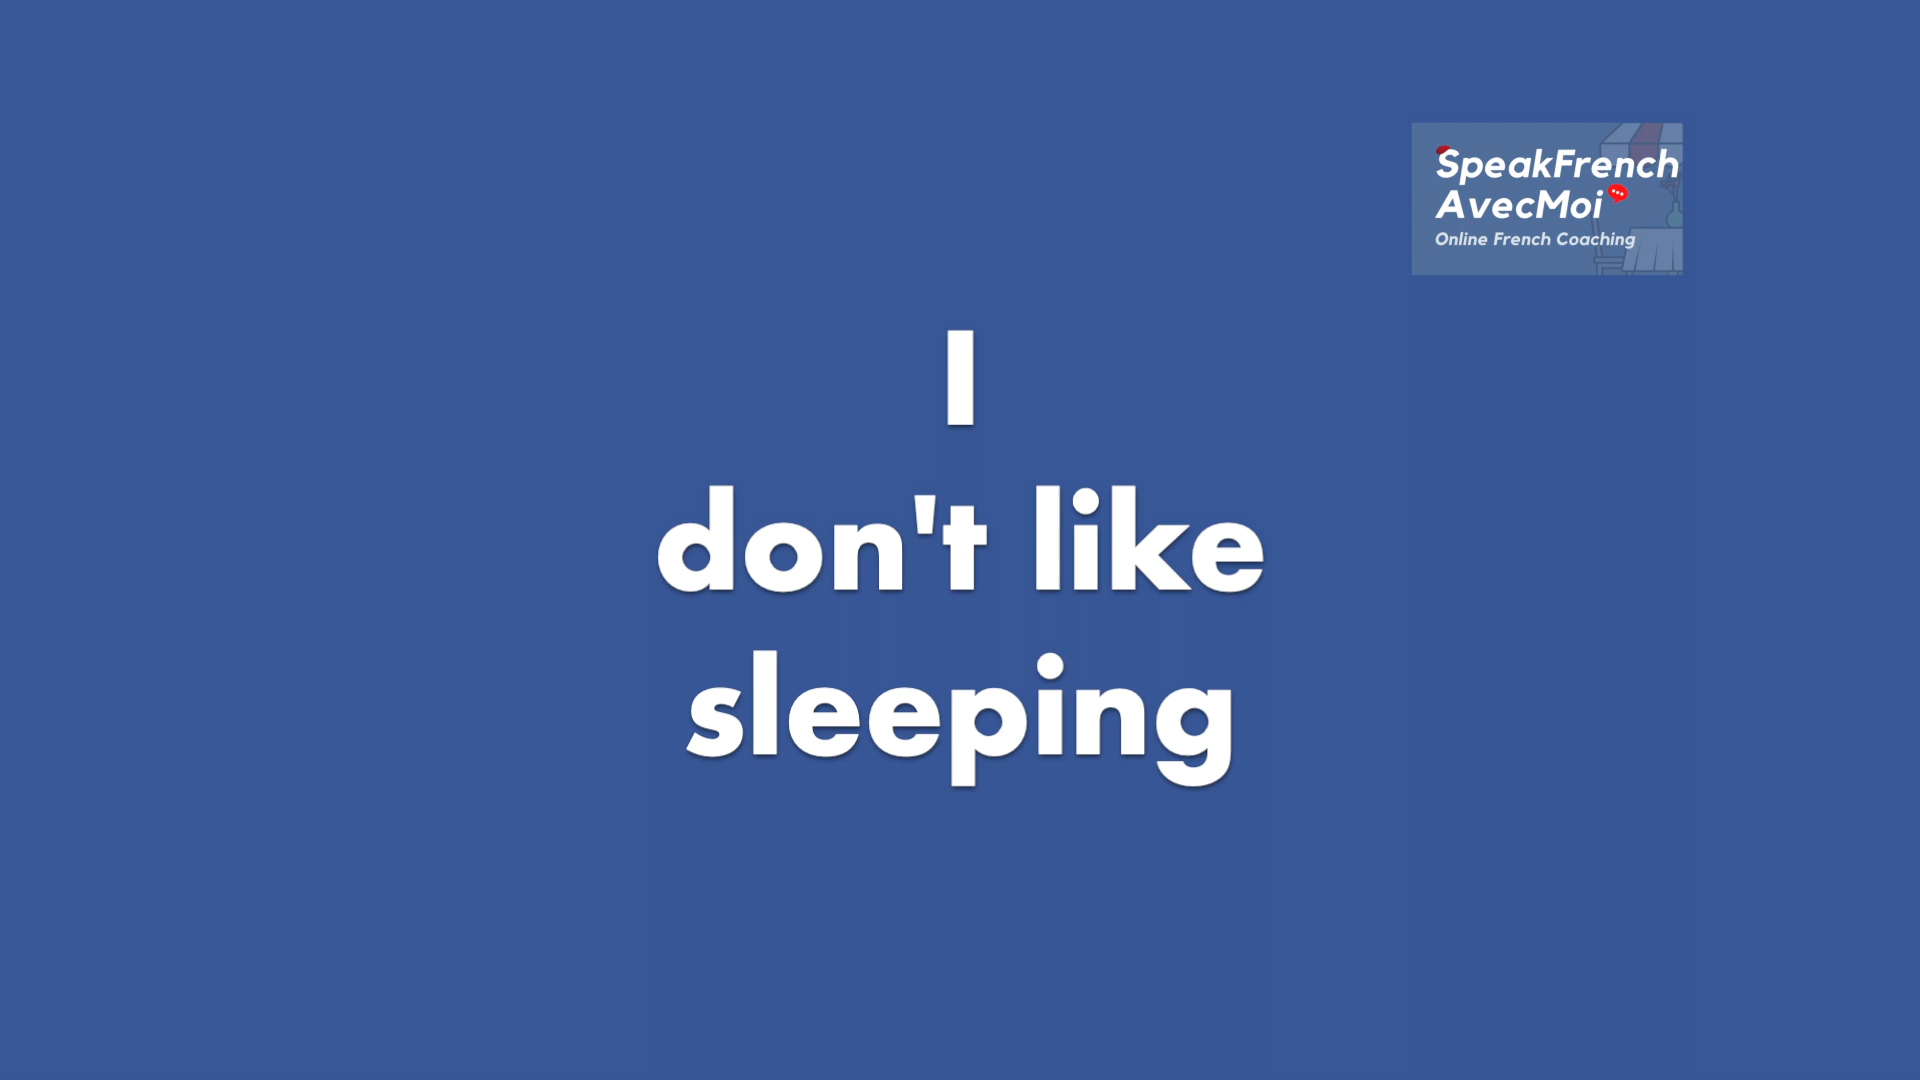 SpeakFrench
AvecMoi
Online French Coaching
I
don't like
sleeping